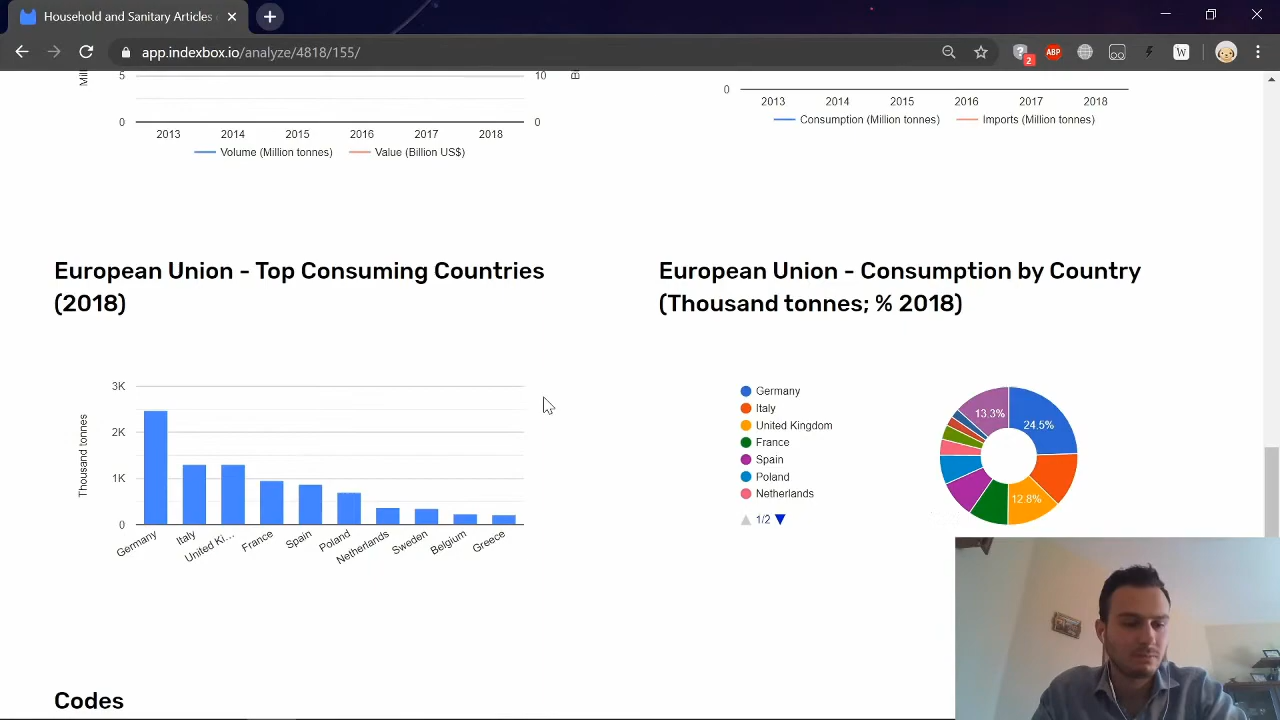 Household and Sanitary Articles
app.indexbox.io/analyze/4818/155/
2
ABP
W
5
10
0
0
2013 2014 2015 2016 2017 2018
Volume (Million tonnes) Value (Billion US$)
0
2013 2014 2015 2016 2017 2018
Consumption (Million tonnes) Imports (Million tonnes)
European Union - Top Consuming Countries
(2018)
3K
2K
1K
0
Thousand tonnes
Germany
Italy
United Ki...
France
Spain
Poland
Netherlands
Sweden
Belgium
Greece
European Union - Consumption by Country
(Thousand tonnes; % 2018)
Germany
Italy
United Kingdom
France
Spain
Poland
Netherlands
1/2
13.3%
24.5%
12.8%
Codes